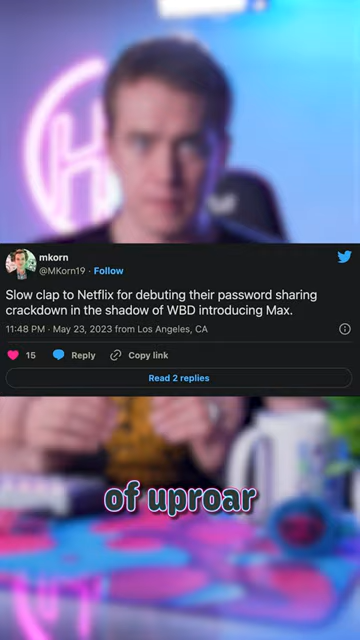 mkorn
@MKorn19 · Follow
Slow clap to Netflix for debuting their password sharing
crackdown in the shadow of WBD introducing Max.
11:48 PM · May 23, 2023 from Los Angeles, CA
15 Reply Copy link
Read 2 replies
of uproar